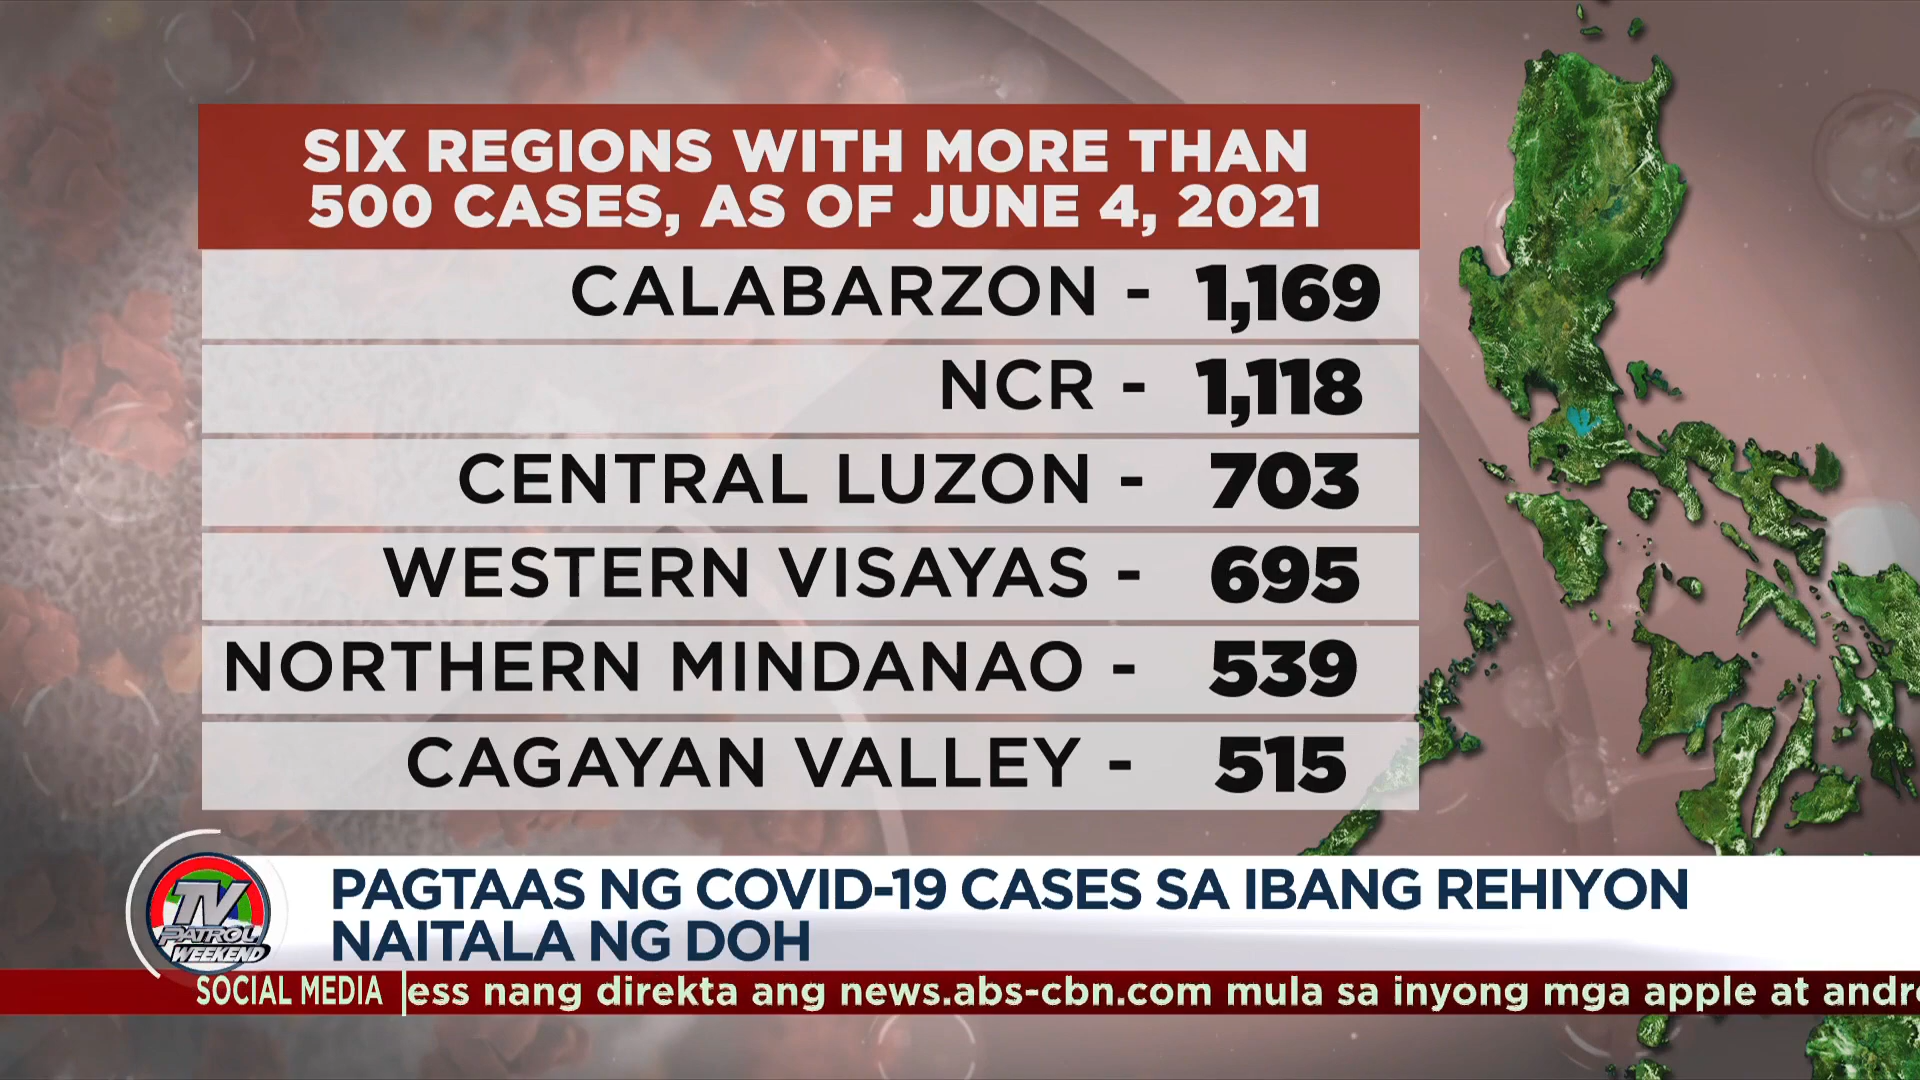 SIX REGIONS WITH MORE THAN
500 CASES, AS OF JUNE 4, 2021
CALABARZON - 1,169
NCR - 1,118
CENTRAL LUZON - 703
WESTERN VISAYAS - 695
NORTHERN MINDANAO - 539
CAGAYAN VALLEY - 515
TV
PATROL
WEEKEND
PAGTAAS NG COVID-19 CASES SA IBANG REHIYON
NAITALA NG DOH
SOCIAL MEDIA ess nang direkta ang news.abs-cbn.com mula sa inyong mga apple at andro